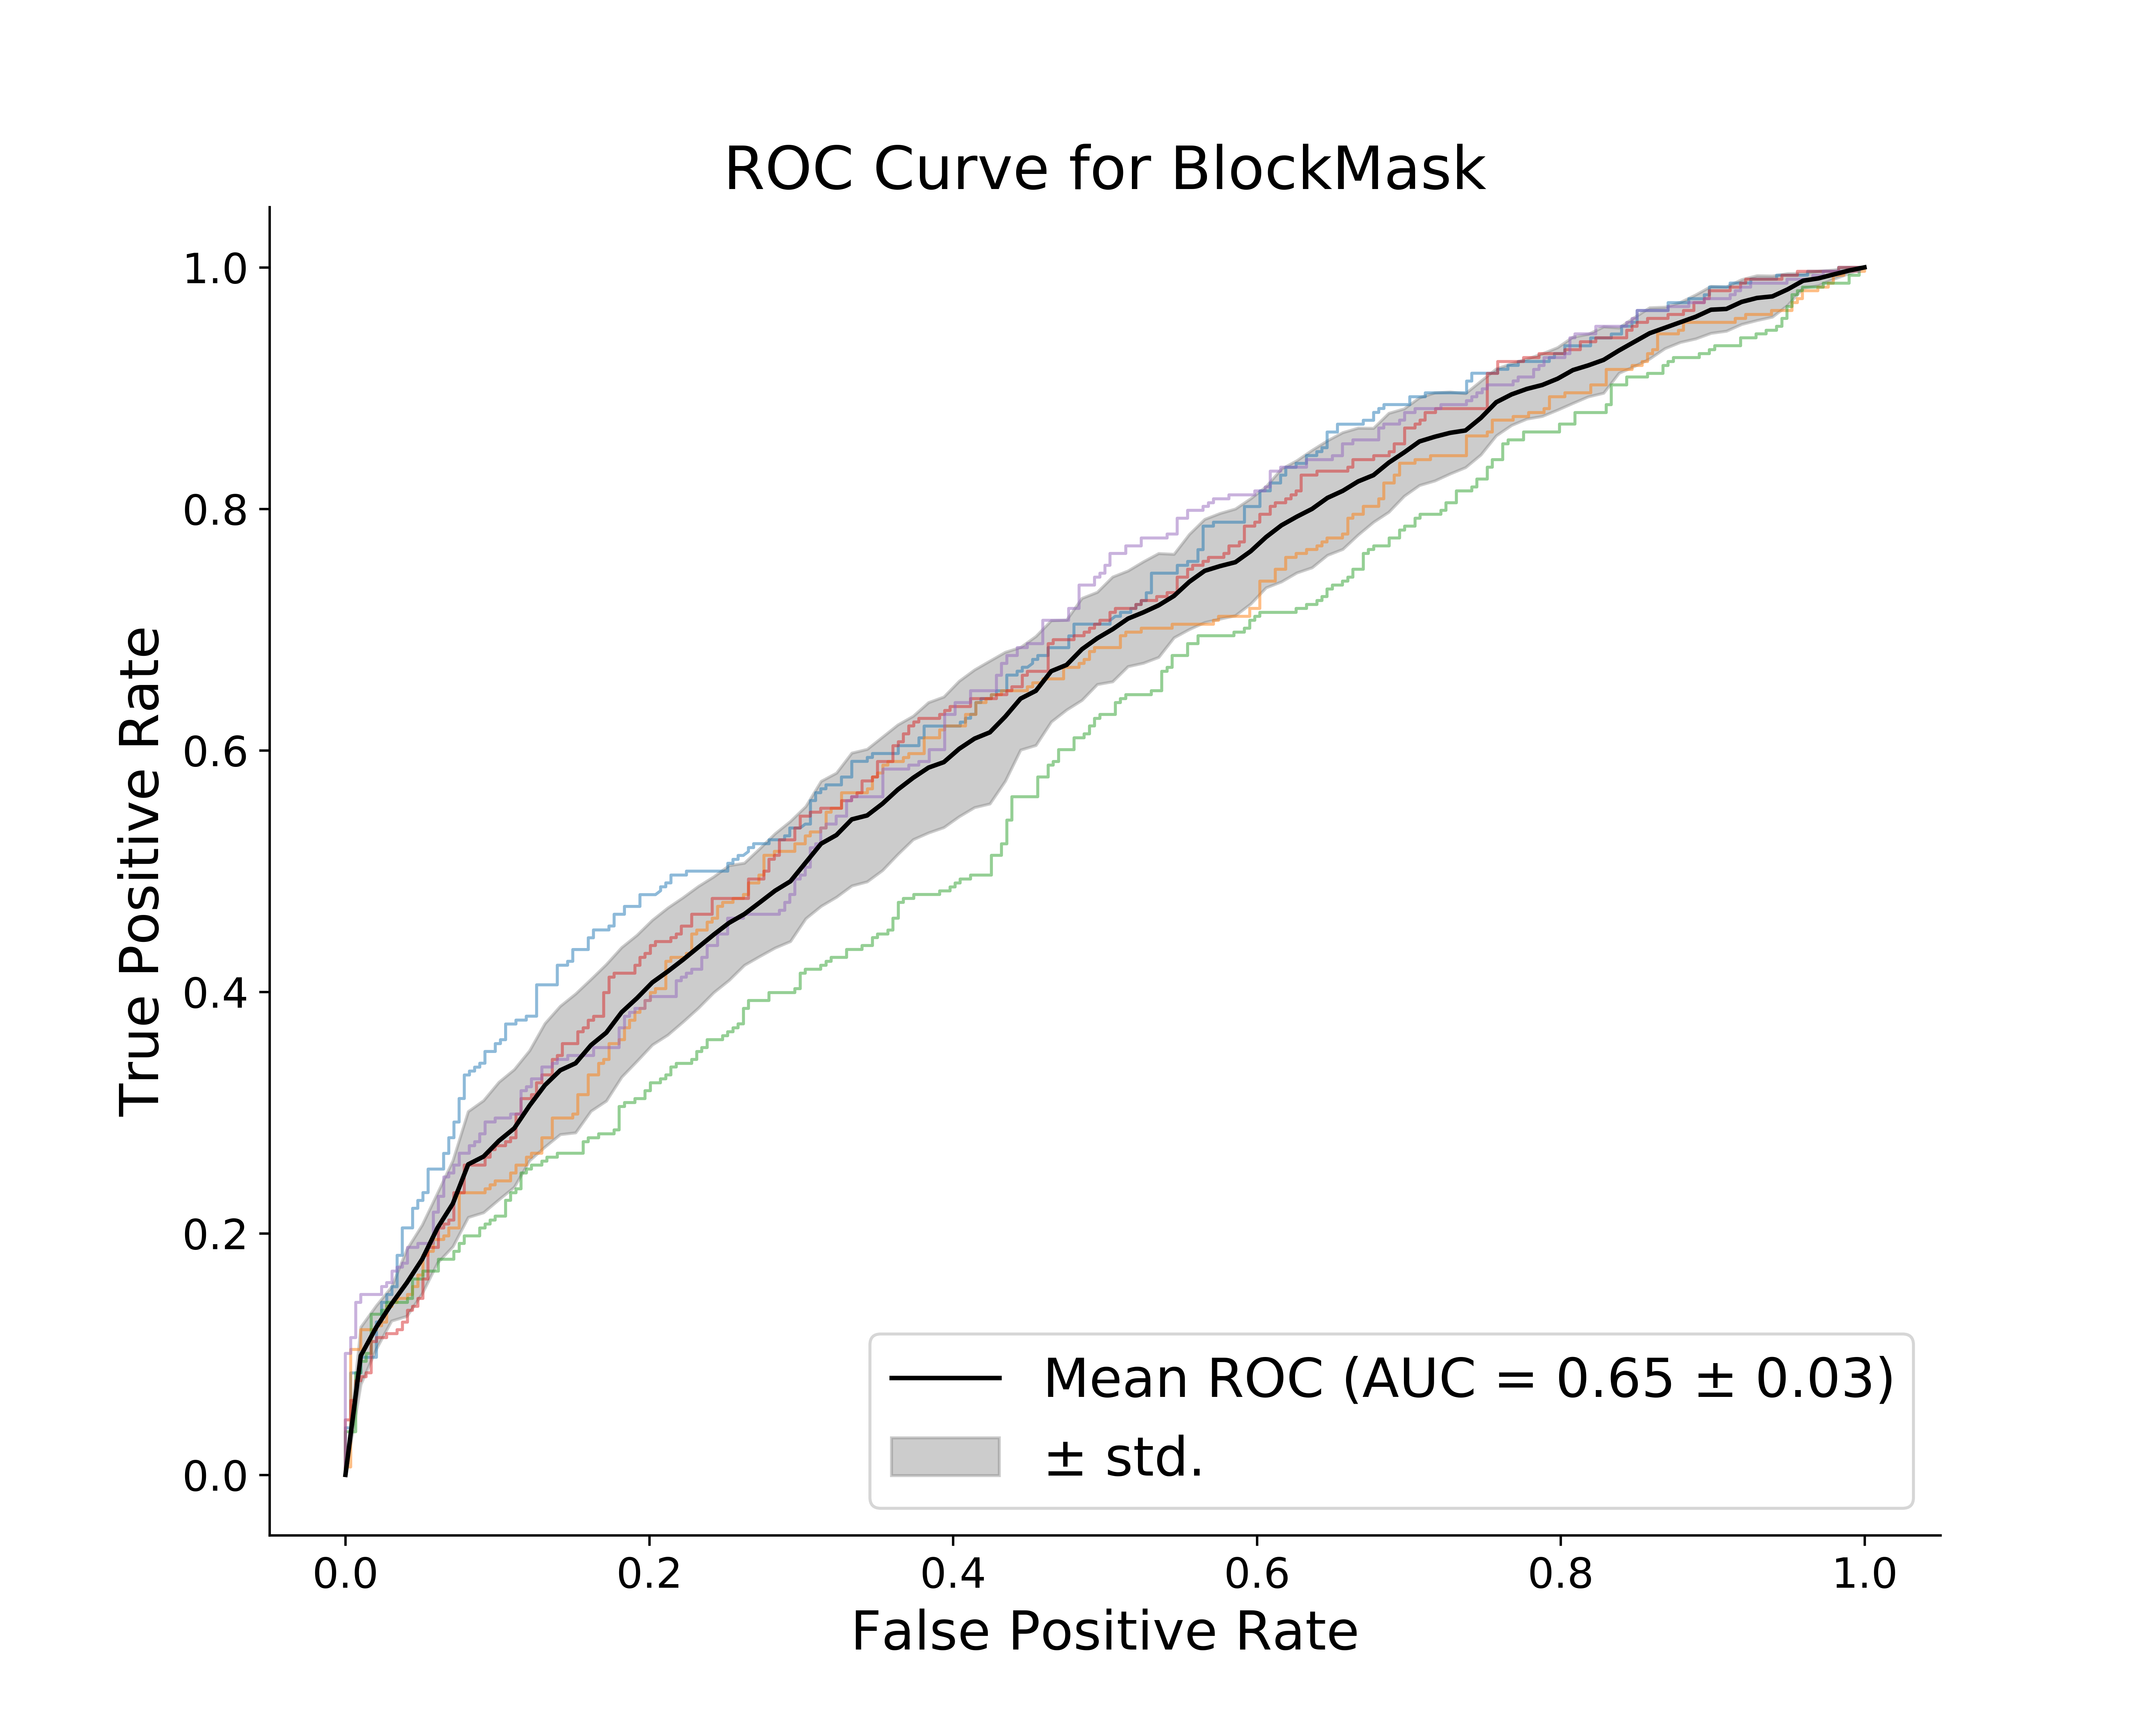 ROC Curve for BlockMask
True Positive Rate
1.0
0.8
0.6
0.4
0.2
0.0
Mean ROC (AUC = 0.65 ± 0.03)
± std.
0.0 0.2 0.4 0.6 0.8 1.0
False Positive Rate